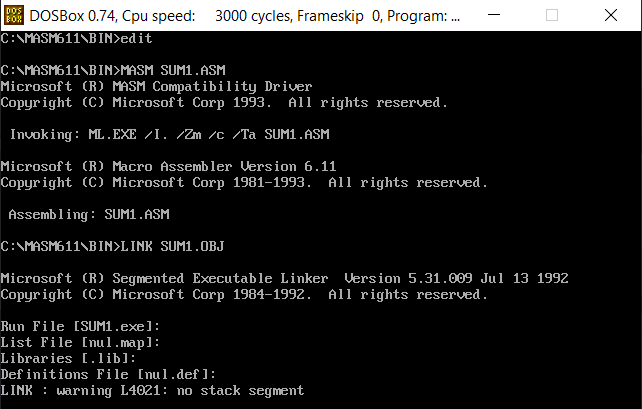 DOS BOX DOSBox 0.74, Cpu speed: 3000 cycles, Frameskip 0, Program: ...
C:\MASM611\BIN>edit
C:\MASM611\BIN>MASM SUM1.ASM
Microsoft (R) MASM Compatibility Driver
Copyright (C) Microsoft Corp 1993.  All rights reserved.
 Invoking: ML.EXE /I. /Zm /c /Ta SUM1.ASM
Microsoft (R) Macro Assembler Version 6.11
Copyright (C) Microsoft Corp 1981-1993.  All rights reserved.
 Assembling: SUM1.ASM
C:\MASM611\BIN>LINK SUM1.OBJ
Microsoft (R) Segmented Executable Linker  Version 5.31.009 Jul 13 1992
Copyright (C) Microsoft Corp 1984-1992.  All rights reserved.
Run File [SUM1.exe]:
List File [nul.map]:
Libraries [.lib]:
Definitions File [nul.def]:
LINK : warning L4021: no stack segment